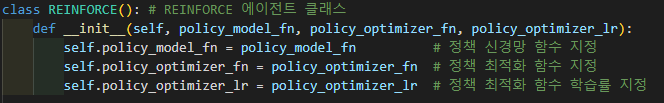 class REINFORCE(): # REINFORCE 에이전트 클래스
    def __init__(self, policy_model_fn, policy_optimizer_fn, policy_optimizer_lr):
        self.policy_model_fn = policy_model_fn          # 정책 신경망 함수 지정
        self.policy_optimizer_fn = policy_optimizer_fn  # 정책 최적화 함수 지정
        self.policy_optimizer_lr = policy_optimizer_lr  # 정책 최적화 함수 학습률 지정